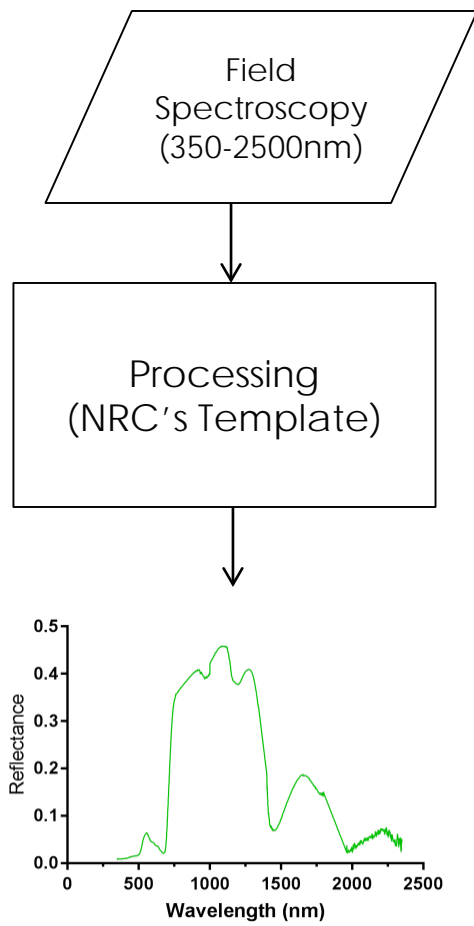 Field
Spectroscopy
(350-2500nm)
Processing
(NRC's Template)
0.5
0.4
0.3
0.2
0.1
0.0
Reflectance
0 500 1000 1500 2000 2500
Wavelength (nm)